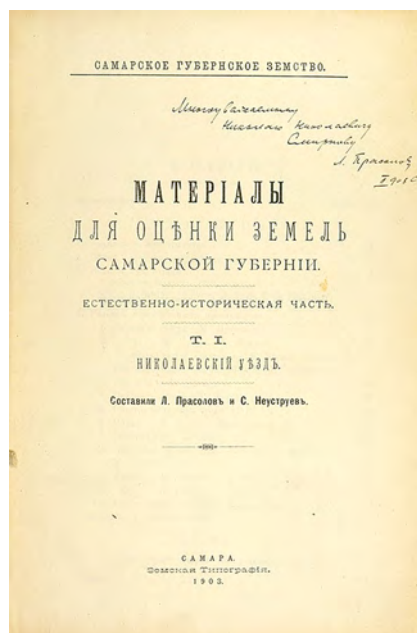 САМАРСКОЕ ГУБЕРНСКОЕ ЗЕМСТВО.
Многоуважаемому
Николаю Николаевичу
Смирнову
Л. Прасолов
МАТЕРІАЛЫ
ДЛЯ ОЦѢНКИ ЗЕМЕЛЬ
САМАРСКОЙ ГУБЕРНІИ.
ЕСТЕСТВЕННО-ИСТОРИЧЕСКАЯ ЧАСТЬ.
Т. I.
НИКОЛАЕВСКІЙ УѢЗДЪ.
Составили Л. Прасоловъ и С. Неуструевъ.
САМАРА.
Земская Типографія.
1903.